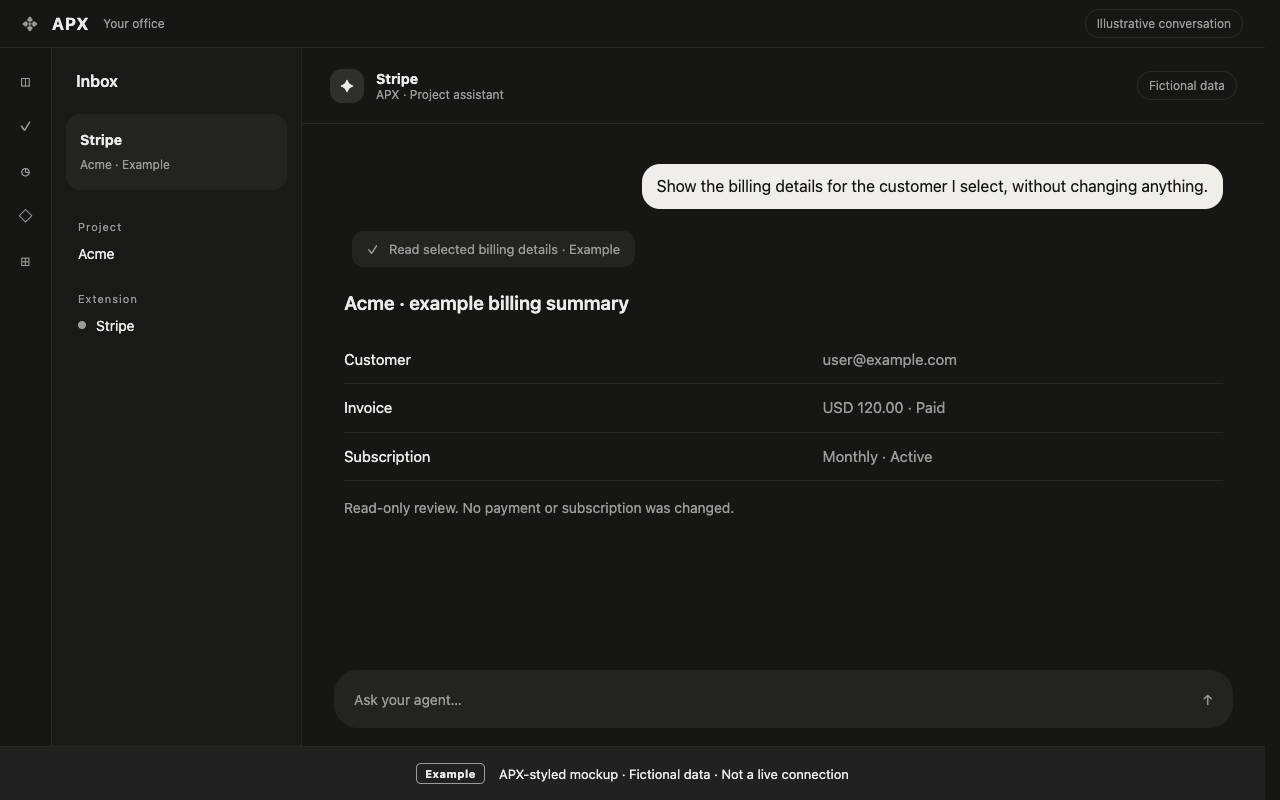 APX Your office
Illustrative conversation
Inbox
Stripe
Acme · Example
Project
Acme
Extension
Stripe
Stripe
APX · Project assistant
Fictional data
Show the billing details for the customer I select, without changing anything.
Read selected billing details · Example
Acme · example billing summary
Customer user@example.com
Invoice USD 120.00 · Paid
Subscription Monthly · Active
Read-only review. No payment or subscription was changed.
Ask your agent...
Example APX-styled mockup · Fictional data · Not a live connection